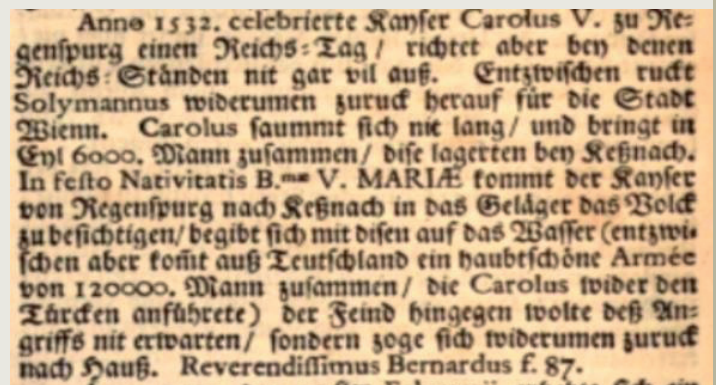 Anno 1532. celebrierte Kayſer Carolus V. zu Re-
genſpurg einen Reichs-Tag / richtet aber bey denen
Reichs-Ständen nit gar vil auß. Entzwiſchen ruckt
Solymannus widerumen zuruck herauf für die Stadt
Wienn. Carolus ſaummt ſich nit lang / und bringt in
Eyl 6000. Mann zuſammen / diſe lagerten bey Keßnach.
In feſto Nativitatis B.mæ V. MARIÆ kommt der Kayſer
von Regenſpurg nach Keßnach in das Geläger das Volck
zu beſichtigen / begibt ſich mit diſen auf das Waſſer (entzwi-
ſchen aber kom̃t auß Teutſchland ein haubtſchöne Armée
von 120000. Mann zuſammen / die Carolus wider den
Türcken anführete) der Feind hingegen wolte deß An-
griffs nit erwarten / ſondern zoge ſich widerumen zuruck
nach Hauß. Reverendiſſimus Bernardus f. 87.